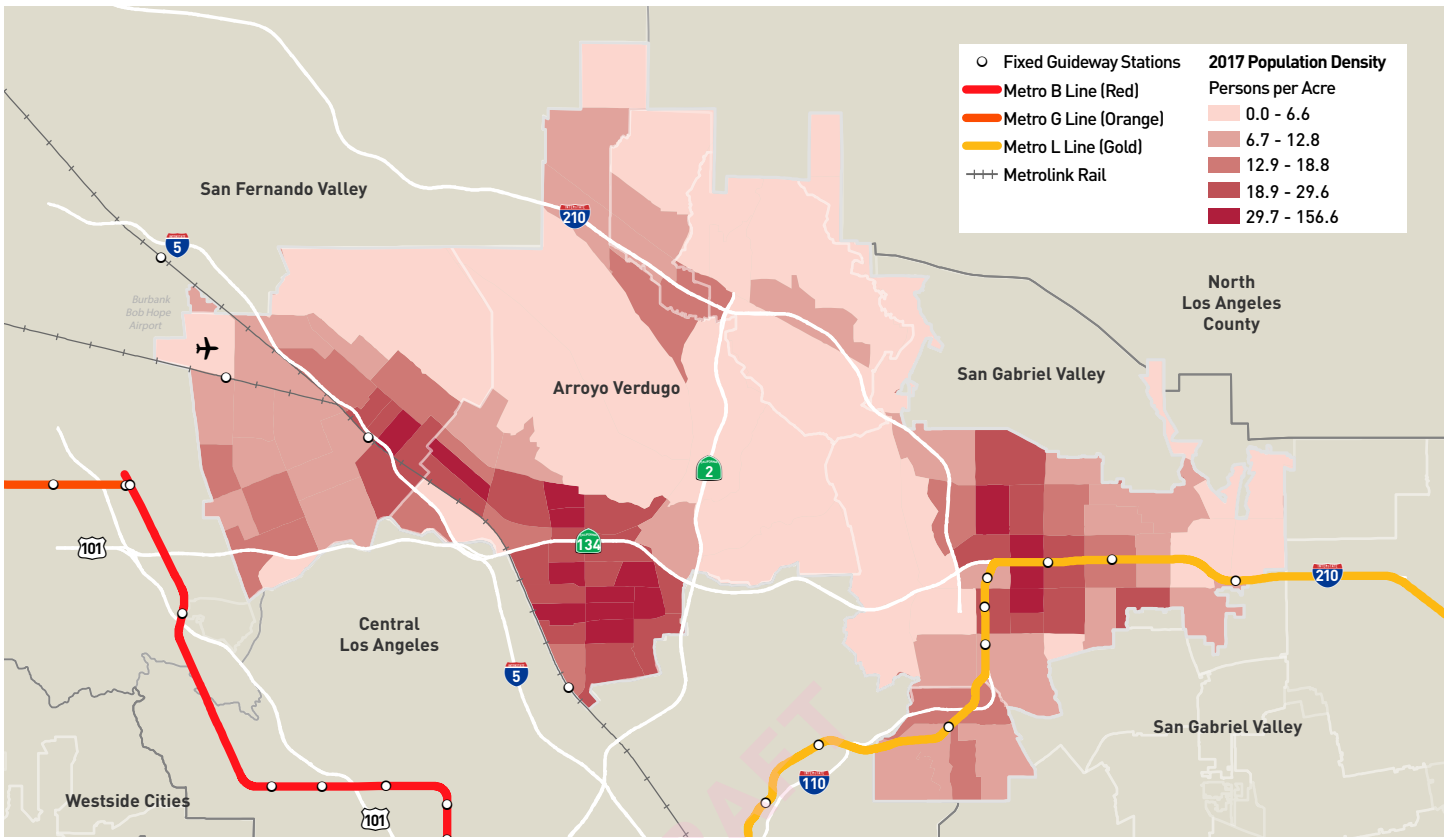 Fixed Guideway Stations
Metro B Line (Red)
Metro G Line (Orange)
Metro L Line (Gold)
Metrolink Rail
2017 Population Density
Persons per Acre
0.0 - 6.6
6.7 - 12.8
12.9 - 18.8
18.9 - 29.6
29.7 - 156.6
San Fernando Valley
210
5
Burbank
Bob Hope
Airport
North
Los Angeles
County
Arroyo Verdugo
San Gabriel Valley
2
101
134
210
Central
Los Angeles
5
San Gabriel Valley
110
Westside Cities
101